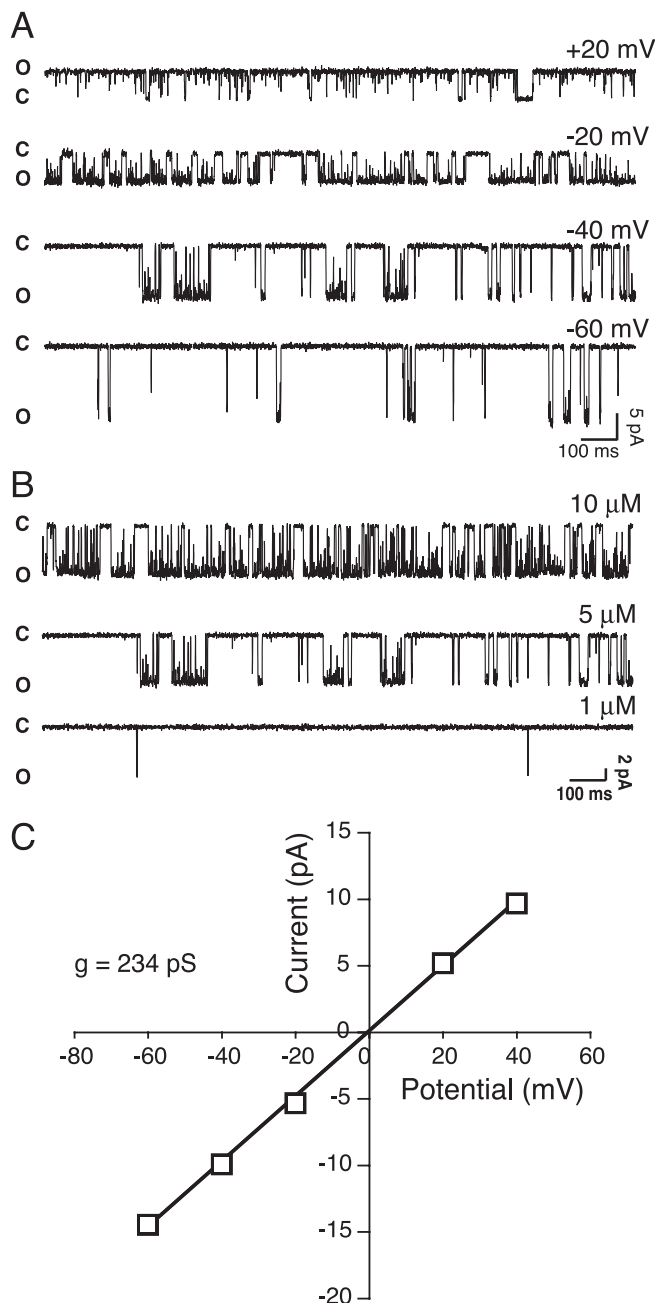 A
O
C
+20 mV
C
O
-20 mV
C
O
-40 mV
C
O
-60 mV
5 pA
100 ms
B
C
O
10 μM
C
O
5 μM
C
O
1 μM
2 pA
100 ms
C
Current (pA)
15
10
5
0
-5
-10
-15
-20
g = 234 pS
-80 -60 -40 -20 0 20 40 60
Potential (mV)